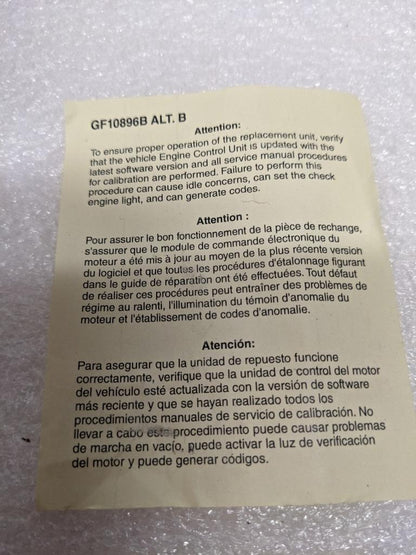 GF10896B ALT. B
Attention:
To ensure proper operation of the replacement unit, verify
that the vehicle Engine Control Unit is updated with the
latest software version and all service manual procedures
for calibration are performed. Failure to perform this
procedure can cause idle concerns, can set the check
engine light, and can generate codes.
Attention :
Pour assurer le bon fonctionnement de la pièce de rechange,
s'assurer que le module de commande électronique du
moteur a été mis à jour au moyen de la plus récente version
du logiciel et que toutes les procédures d'étalonnage figurant
dans le guide de réparation ont été effectuées. Tout défaut
de réaliser ces procédures peut entraîner des problèmes de
régime au ralenti, l'illumination du témoin d'anomalie du
moteur et l'établissement de codes d'anomalie.
Atención:
Para asegurar que la unidad de repuesto funcione
correctamente, verifique que la unidad de control del motor
del vehículo esté actualizada con la versión de software
más reciente y que se hayan realizado todos los
procedimientos manuales de servicio de calibración. No
llevar a cabo este procedimiento puede causar problemas
de marcha en vacío, puede activar la luz de verificación
del motor y puede generar códigos.